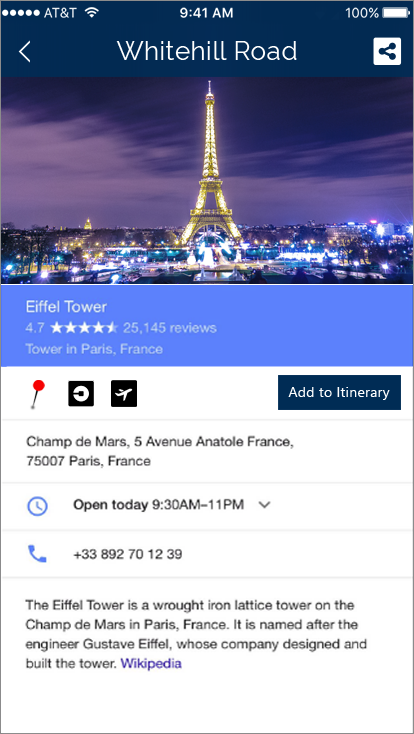 AT&T 9:41 AM 100%
Whitehill Road
Eiffel Tower
4.7 25,145 reviews
Tower in Paris, France
Add to Itinerary
Champ de Mars, 5 Avenue Anatole France,
75007 Paris, France
Open today 9:30AM–11PM
+33 892 70 12 39
The Eiffel Tower is a wrought iron lattice tower on the
Champ de Mars in Paris, France. It is named after the
engineer Gustave Eiffel, whose company designed and
built the tower. Wikipedia